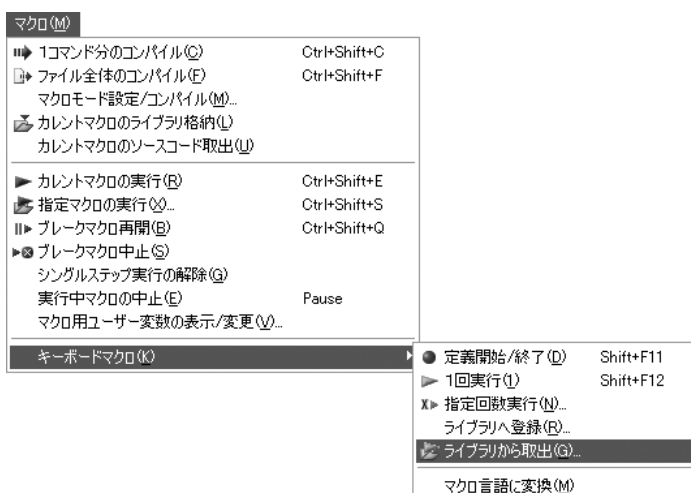 マクロ(M)
1コマンド分のコンパイル(C) Ctrl+Shift+C
ファイル全体のコンパイル(F) Ctrl+Shift+F
マクロモード設定/コンパイル(M)...
カレントマクロのライブラリ格納(L)
カレントマクロのソースコード取出(U)
カレントマクロの実行(R) Ctrl+Shift+E
指定マクロの実行(X)... Ctrl+Shift+S
ブレークマクロ再開(B) Ctrl+Shift+Q
ブレークマクロ中止(S)
シングルステップ実行の解除(G)
実行中マクロの中止(E) Pause
マクロ用ユーザー変数の表示/変更(V)...
キーボードマクロ(K)
定義開始/終了(D) Shift+F11
1回実行(1) Shift+F12
指定回数実行(N)...
ライブラリへ登録(R)...
ライブラリから取出(G)...
マクロ言語に変換(M)